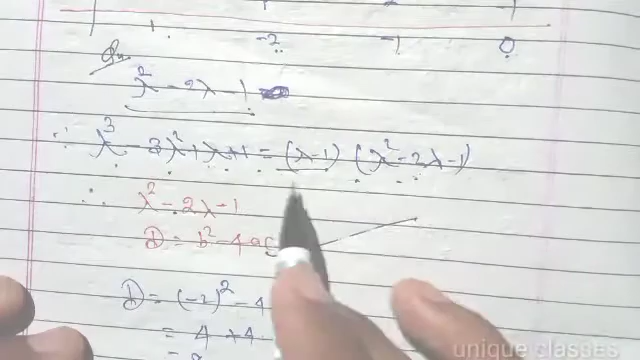 1 -2 -1 0
λ² - 2λ - 1
∵ λ³ - 3λ² + λ + 1 = (λ-1) (λ² - 2λ - 1)
∴ λ² - 2λ - 1
D = b² - 4ac
D = (-2)² - 4
= 4 + 4
= 8
unique classes